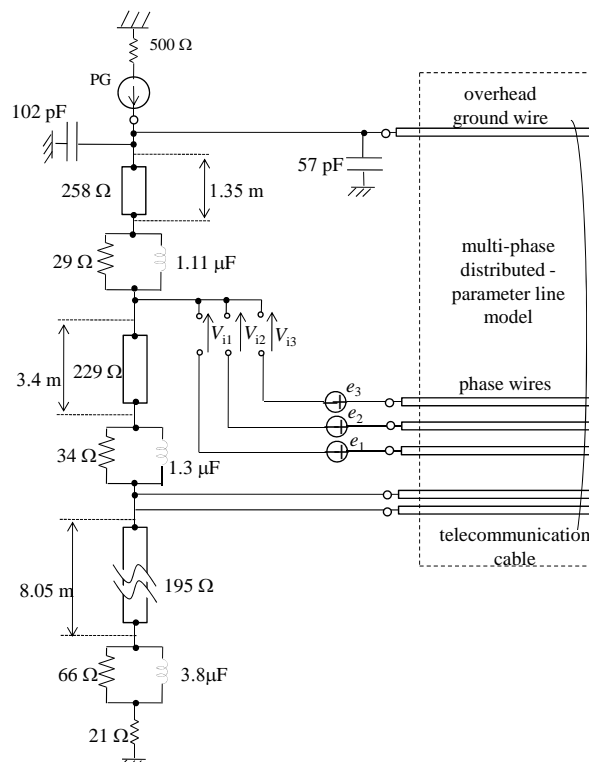 500 Ω
PG
102 pF
overhead
ground wire
57 pF
258 Ω
1.35 m
29 Ω
1.11 μF
multi-phase
distributed -
parameter line
model
Vi1
Vi2
Vi3
3.4 m
229 Ω
phase wires
e3
e2
e1
34 Ω
1.3 μF
telecommunication
cable
8.05 m
195 Ω
66 Ω
3.8μF
21 Ω